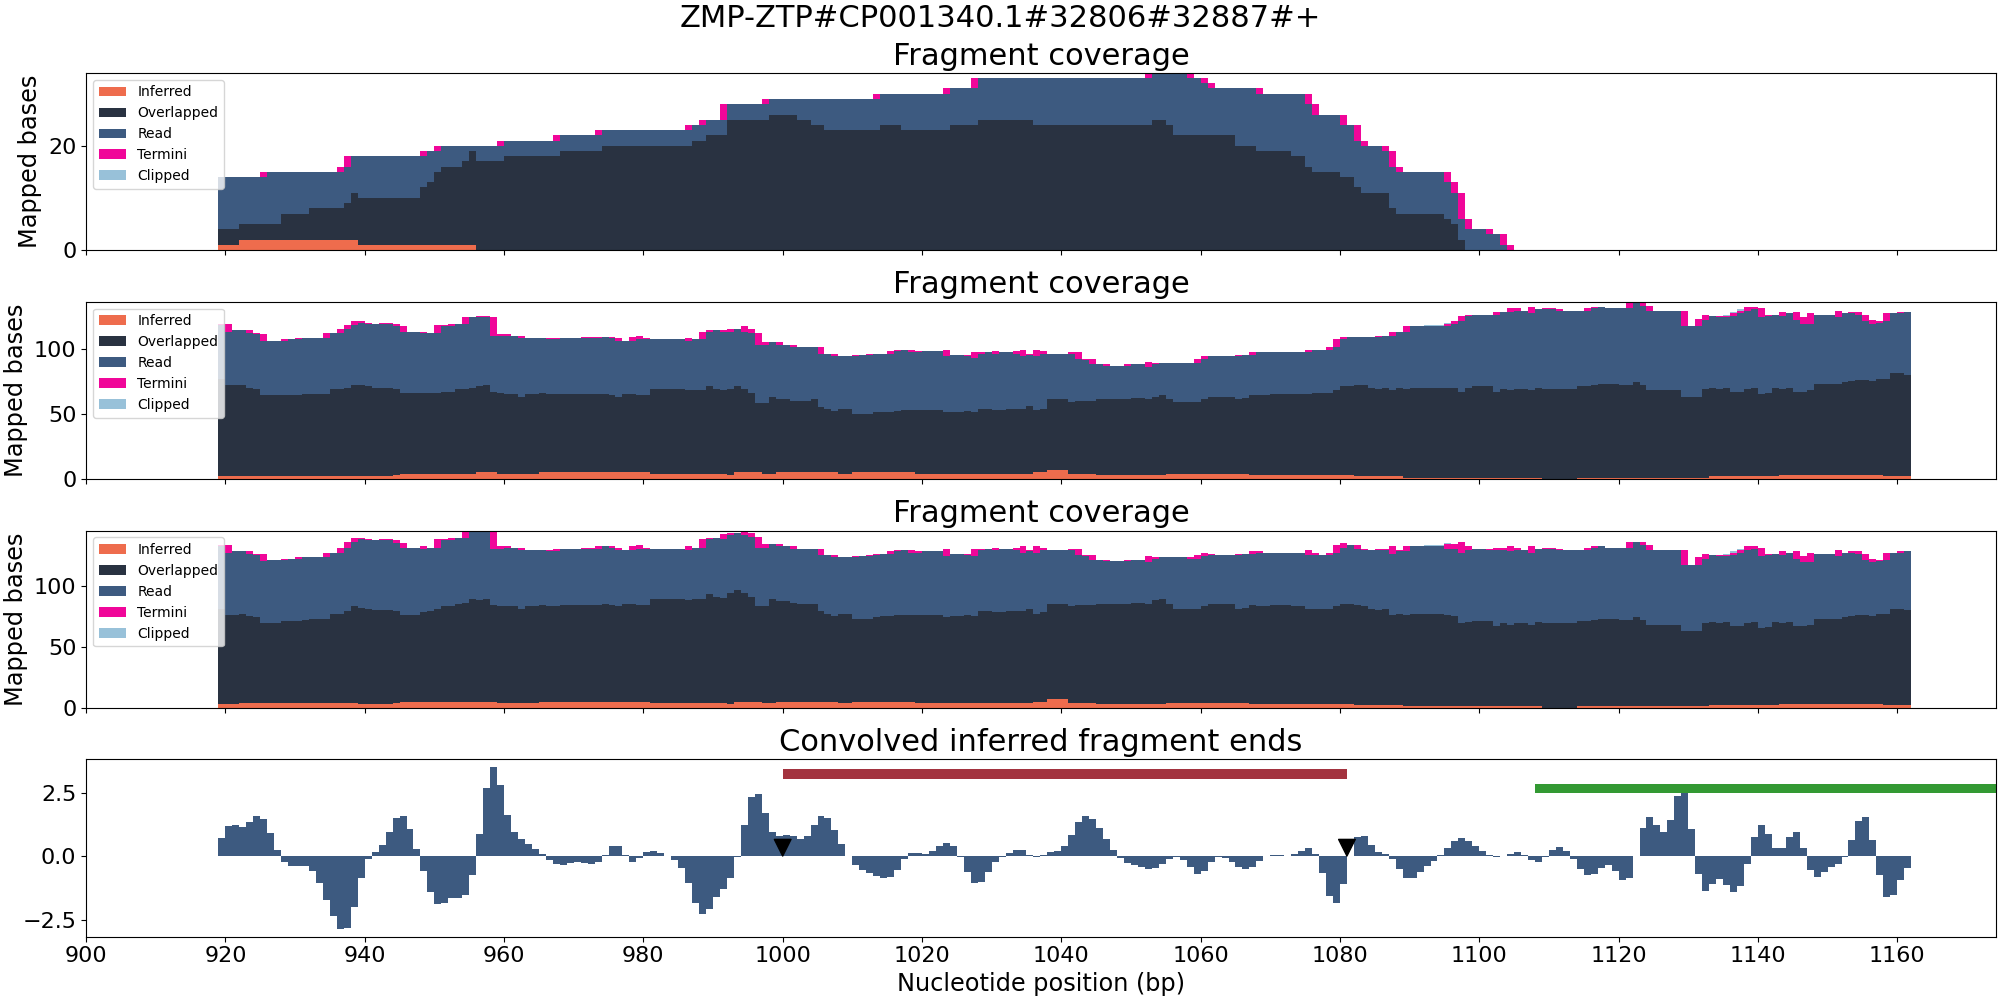 ZMP-ZTP#CP001340.1#32806#32887#+
Fragment coverage
Mapped bases
20
0
Inferred
Overlapped
Read
Termini
Clipped
Fragment coverage
Mapped bases
100
50
0
Inferred
Overlapped
Read
Termini
Clipped
Fragment coverage
Mapped bases
100
50
0
Inferred
Overlapped
Read
Termini
Clipped
Convolved inferred fragment ends
2.5
0.0
−2.5
900 920 940 960 980 1000 1020 1040 1060 1080 1100 1120 1140 1160
Nucleotide position (bp)